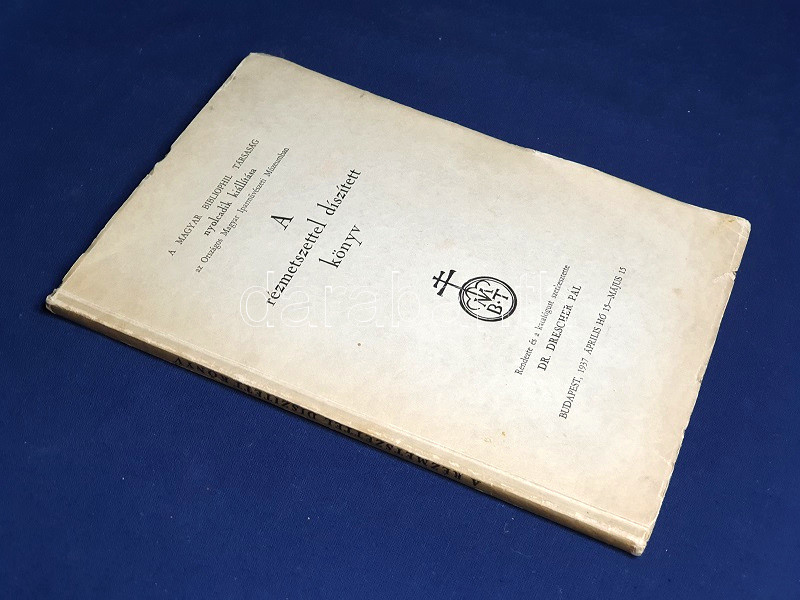 A MAGYAR BIBLIOPHIL TÁRSASÁG
nyolcadik kiállítása
az Országos Magyar Iparművészeti Múzeumban
A
rézmetszettel díszített
könyv
M
B·T
Rendezte és a katalógust szerkesztette
DR. DRESCHER PÁL
BUDAPEST, 1937 ÁPRILIS HÓ 15—MÁJUS 15
A RÉZMETSZETTEL DÍSZÍTETT KÖNYV